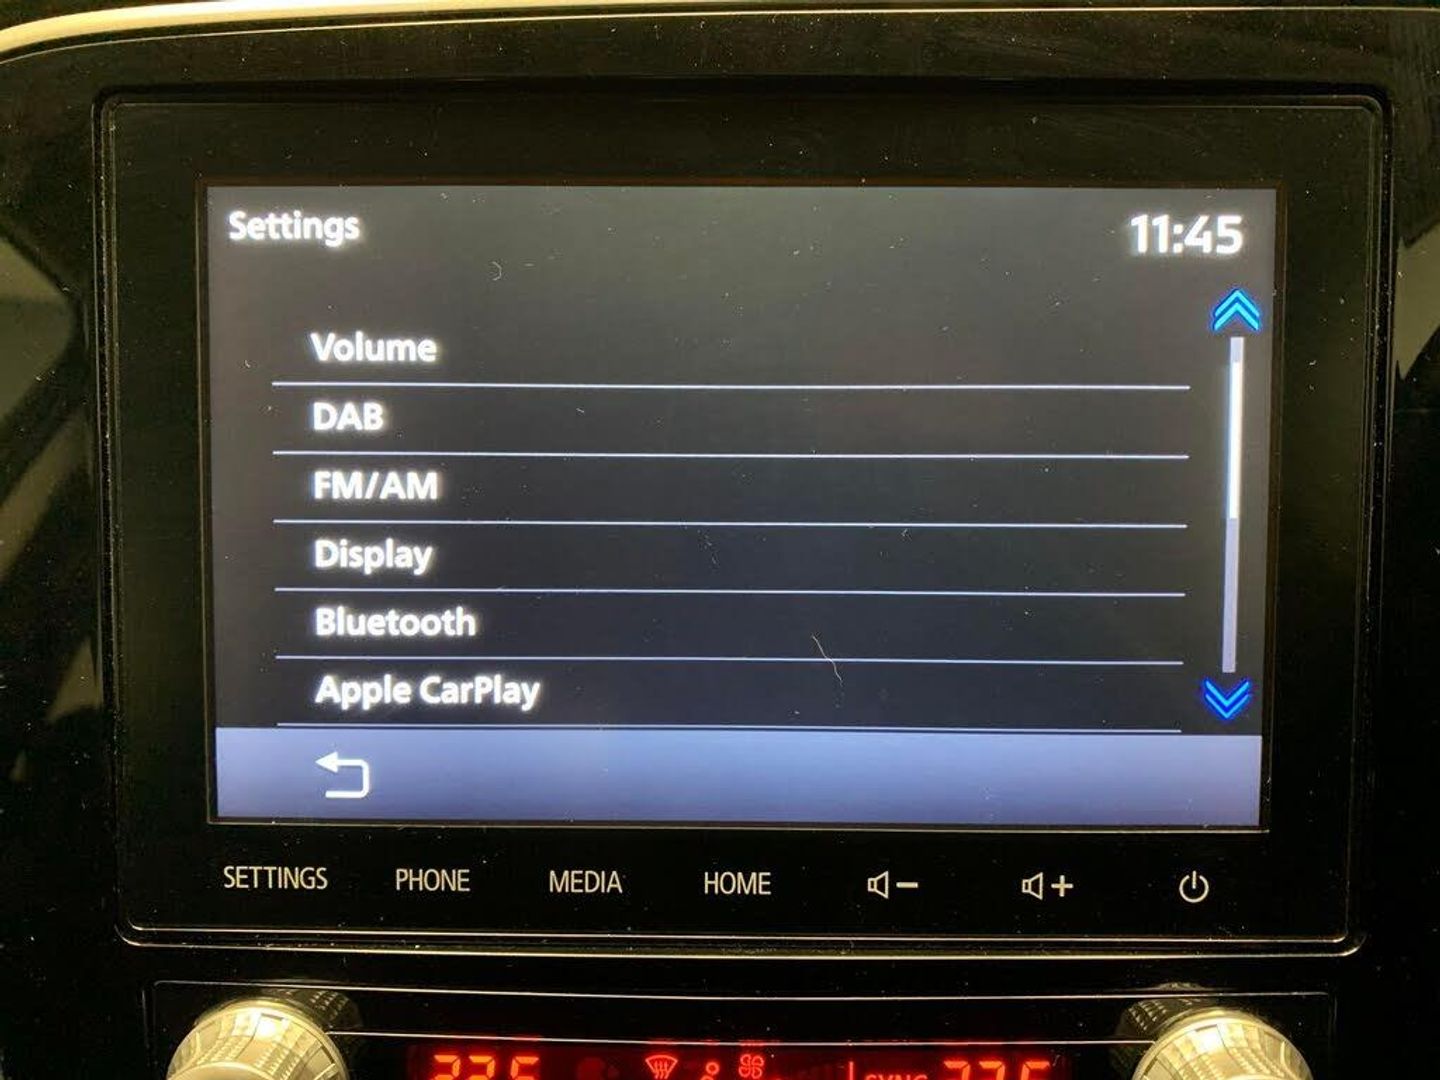 Settings
11:45
Volume
DAB
FM/AM
Display
Bluetooth
Apple CarPlay
SETTINGS PHONE MEDIA HOME